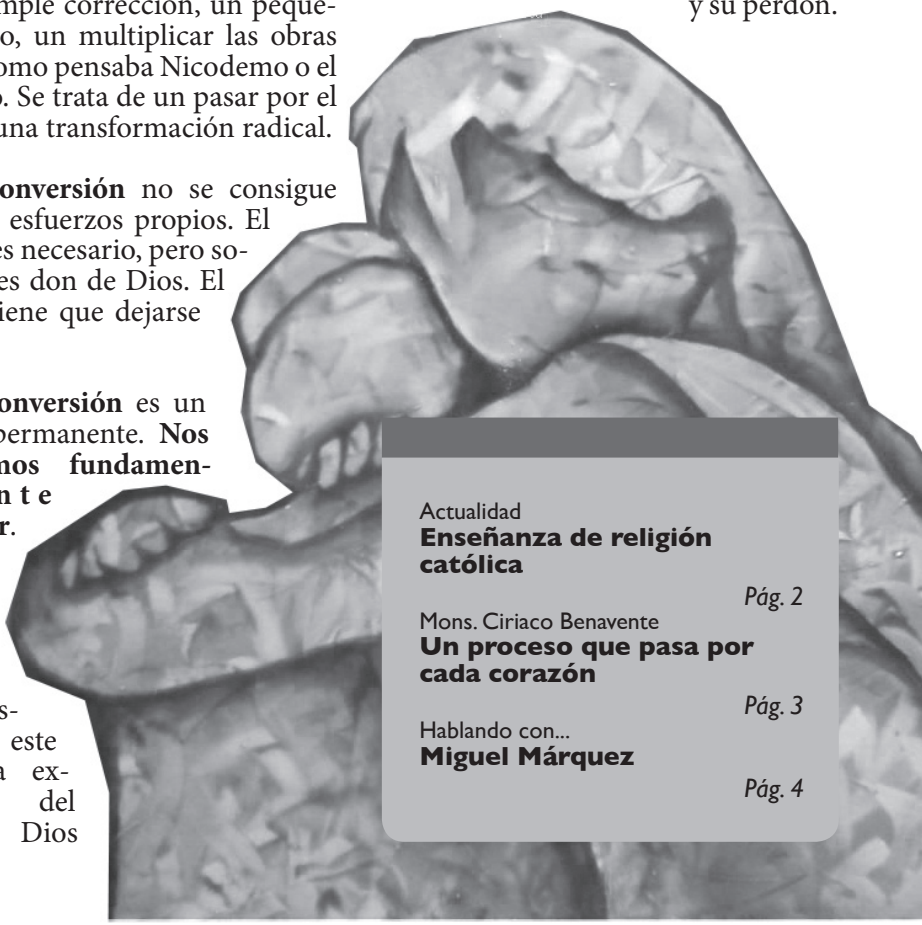 mple corrección, un peque-
o, un multiplicar las obras
omo pensaba Nicodemo o el
o. Se trata de un pasar por el
una transformación radical.
onversión no se consigue
esfuerzos propios. El
es necesario, pero so-
es don de Dios. El
iene que dejarse
onversión es un
permanente. Nos
mos fundamen-
n t e
r.
s-
este
a ex-
del
Dios
y su perdón.
Actualidad
Enseñanza de religión
católica
Pág. 2
Mons. Ciriaco Benavente
Un proceso que pasa por
cada corazón
Pág. 3
Hablando con...
Miguel Márquez
Pág. 4